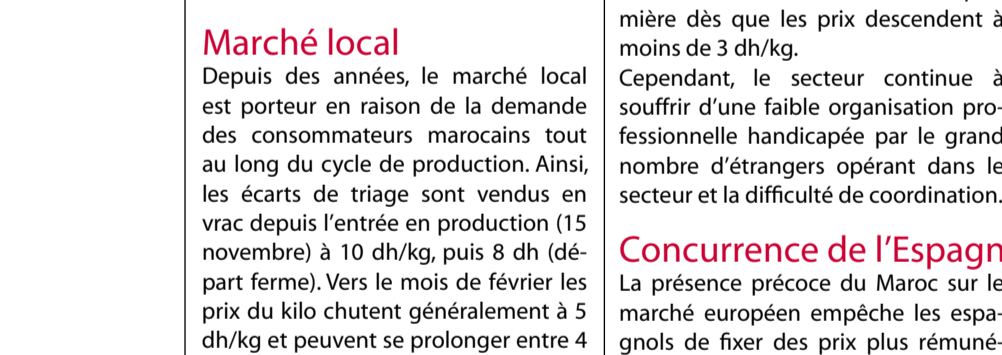 Marché local
Depuis des années, le marché local
est porteur en raison de la demande
des consommateurs marocains tout
au long du cycle de production. Ainsi,
les écarts de triage sont vendus en
vrac depuis l'entrée en production (15
novembre) à 10 dh/kg, puis 8 dh (dé-
part ferme). Vers le mois de février les
prix du kilo chutent généralement à 5
dh/kg et peuvent se prolonger entre 4
mière dès que les prix descendent à
moins de 3 dh/kg.
Cependant, le secteur continue à
souffrir d'une faible organisation pro-
fessionnelle handicapée par le grand
nombre d'étrangers opérant dans le
secteur et la difficulté de coordination.
Concurrence de l'Espagn
La présence précoce du Maroc sur le
marché européen empêche les espa-
gnols de fixer des prix plus rémuné-